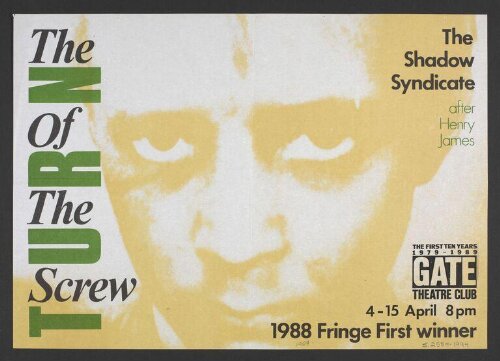 The
TURN
Of
The
Screw
The
Shadow
Syndicate
after
Henry
James
THE FIRST TEN YEARS
1979-1989
GATE
THEATRE CLUB
4-15 April 8pm
1988 Fringe First winner
1989